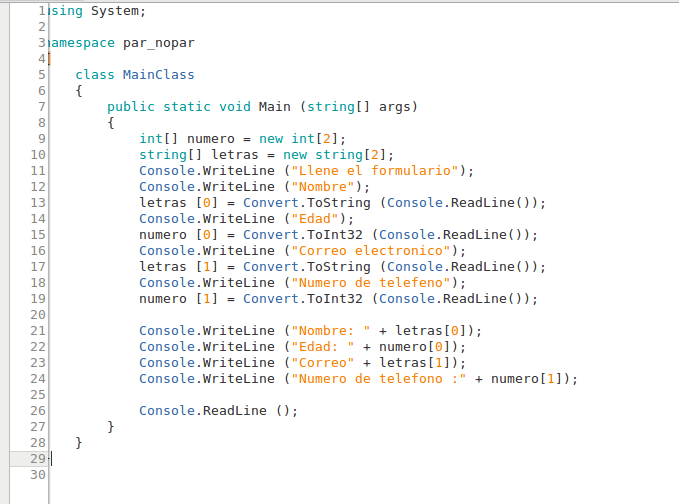 1 using System;
2
3 namespace par_nopar
4 {
5 class MainClass
6 {
7 public static void Main (string[] args)
8 {
9 int[] numero = new int[2];
10 string[] letras = new string[2];
11 Console.WriteLine ("Llene el formulario");
12 Console.WriteLine ("Nombre");
13 letras [0] = Convert.ToString (Console.ReadLine());
14 Console.WriteLine ("Edad");
15 numero [0] = Convert.ToInt32 (Console.ReadLine());
16 Console.WriteLine ("Correo electronico");
17 letras [1] = Convert.ToString (Console.ReadLine());
18 Console.WriteLine ("Numero de telefeno");
19 numero [1] = Convert.ToInt32 (Console.ReadLine());
20
21 Console.WriteLine ("Nombre: " + letras[0]);
22 Console.WriteLine ("Edad: " + numero[0]);
23 Console.WriteLine ("Correo" + letras[1]);
24 Console.WriteLine ("Numero de telefono :" + numero[1]);
25
26 Console.ReadLine ();
27 }
28 }
29 }
30